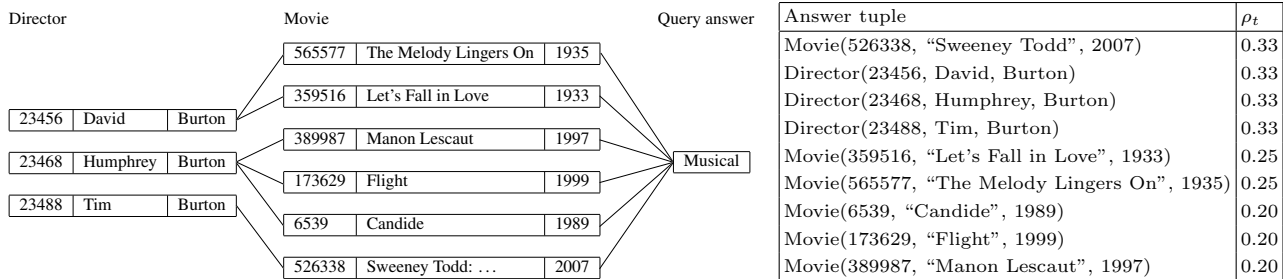 Director Movie Query answer
565577 The Melody Lingers On 1935
359516 Let's Fall in Love 1933
23456 David Burton
389987 Manon Lescaut 1997
23468 Humphrey Burton
Musical
173629 Flight 1999
23488 Tim Burton
6539 Candide 1989
526338 Sweeney Todd: … 2007
Answer tuple ρt
Movie(526338, “Sweeney Todd”, 2007) 0.33
Director(23456, David, Burton) 0.33
Director(23468, Humphrey, Burton) 0.33
Director(23488, Tim, Burton) 0.33
Movie(359516, “Let’s Fall in Love”, 1933) 0.25
Movie(565577, “The Melody Lingers On”, 1935) 0.25
Movie(6539, “Candide”, 1989) 0.20
Movie(173629, “Flight”, 1999) 0.20
Movie(389987, “Manon Lescaut”, 1997) 0.20